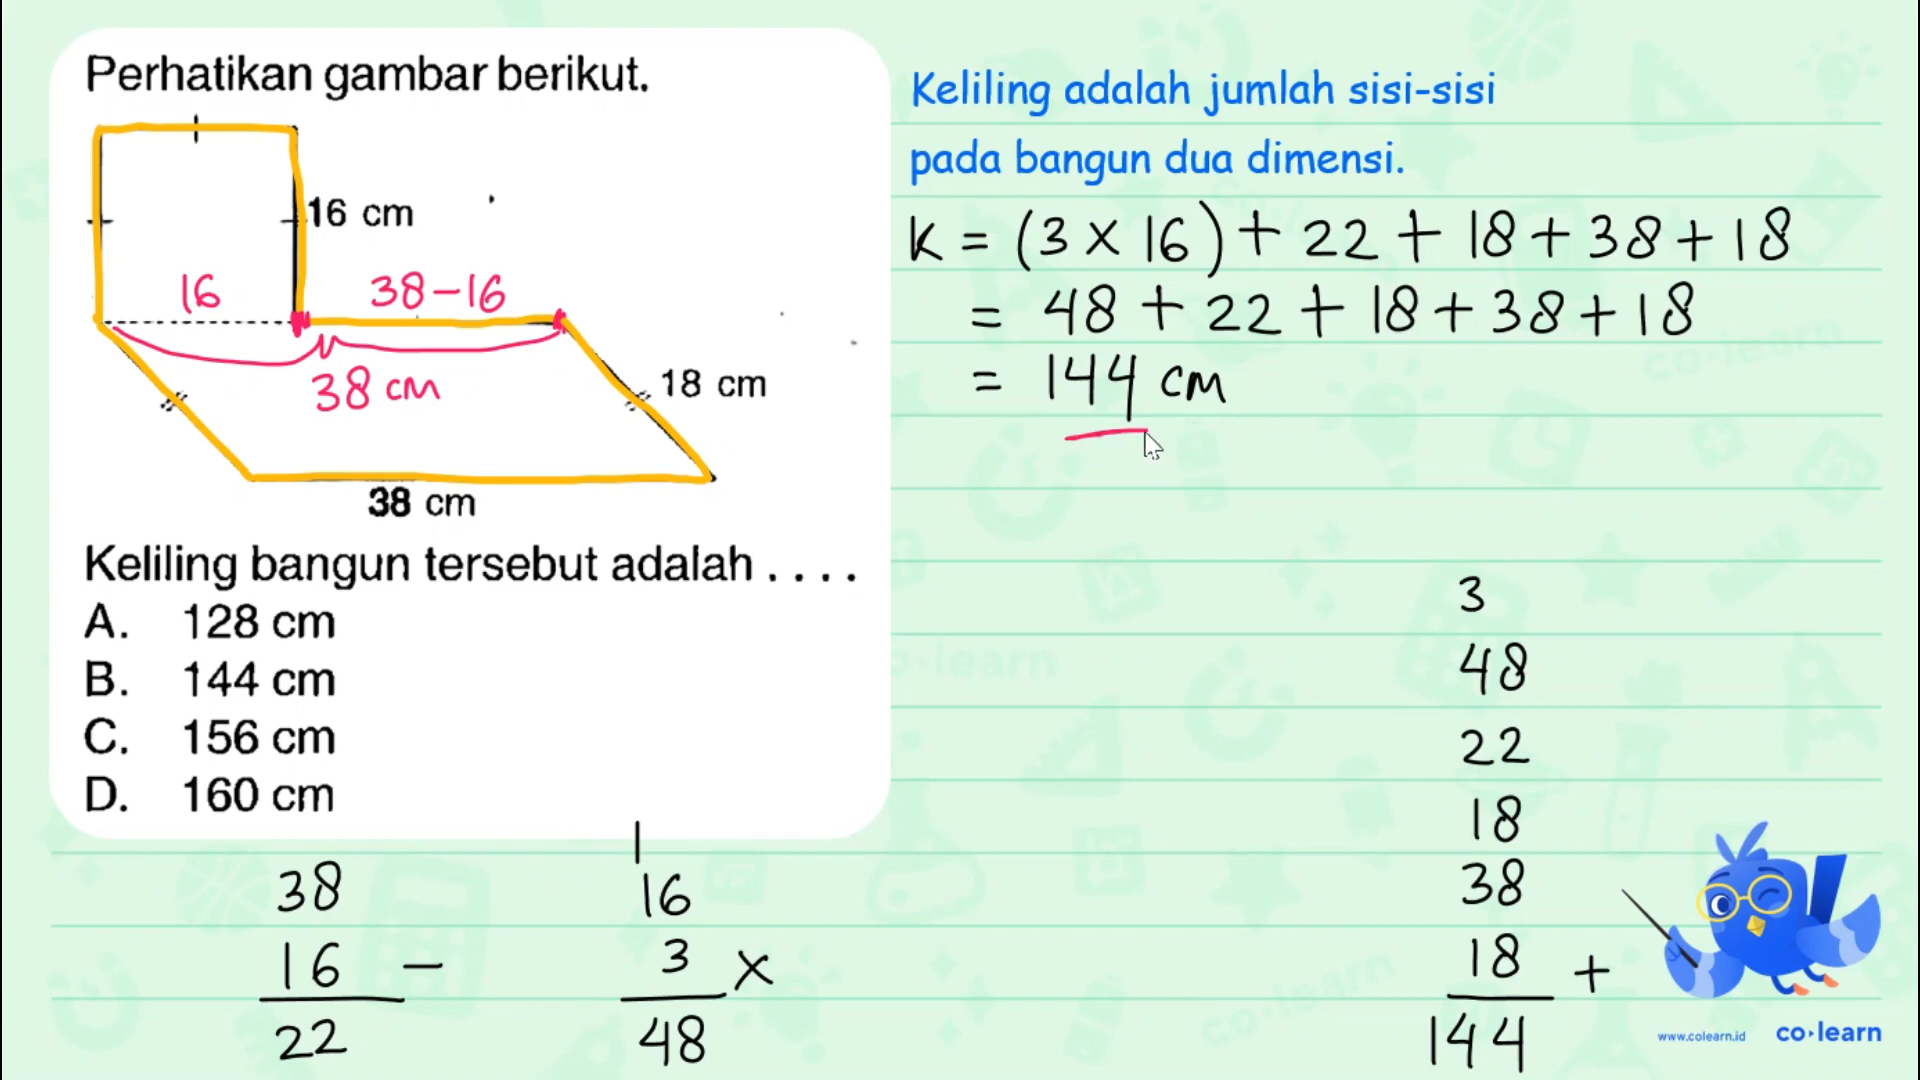 Perhatikan gambar berikut.
16 cm
16
38-16
38 cm
18 cm
38 cm
Keliling bangun tersebut adalah . . . .
A. 128 cm
B. 144 cm
C. 156 cm
D. 160 cm
Keliling adalah jumlah sisi-sisi
pada bangun dua dimensi.
K = (3 × 16) + 22 + 18 + 38 + 18
= 48 + 22 + 18 + 38 + 18
= 144 cm
38
16 -
22
1
16
3 ×
48
3
48
22
18
38
18 +
144
www.colearn.id co·learn